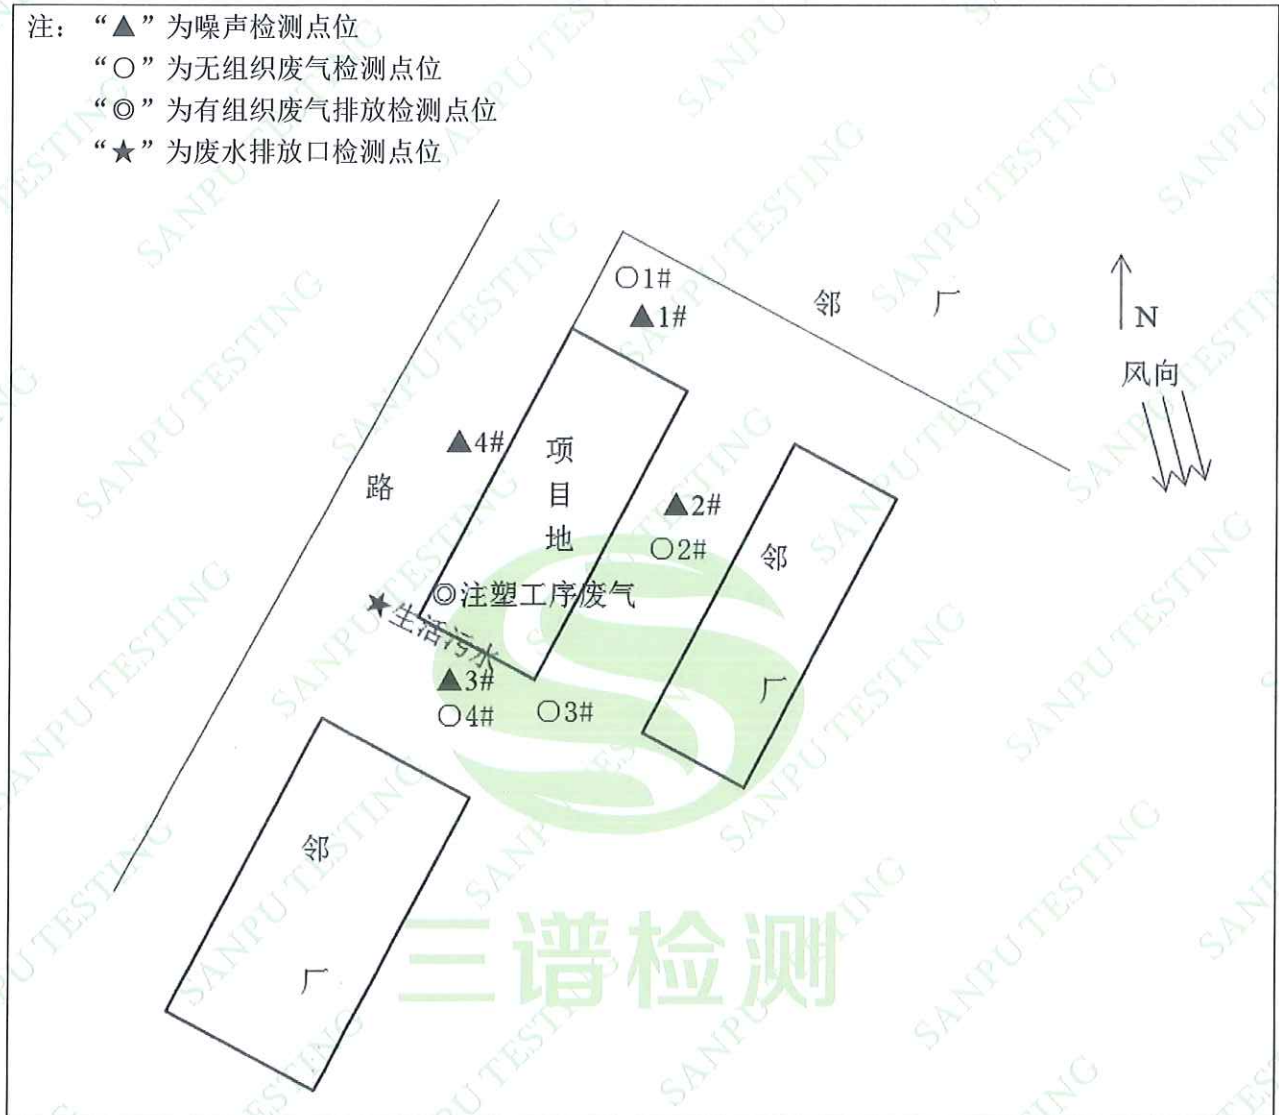 注：“▲”为噪声检测点位
“○”为无组织废气检测点位
“◎”为有组织废气排放检测点位
“★”为废水排放口检测点位
○1#
▲1#
邻 厂
N
风向
▲4#
项目地
路
▲2#
○2#
邻厂
◎注塑工序废气
★生活污水
▲3#
○4#
○3#
邻厂
三谱检测
SANPU TESTING